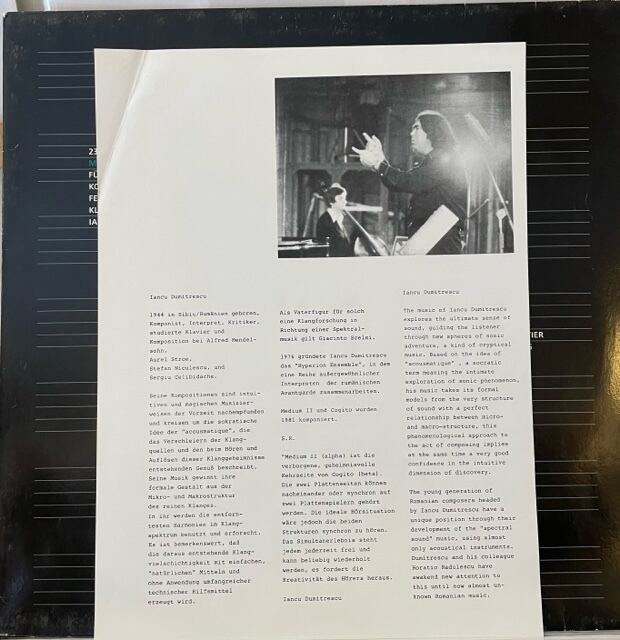 23
M
FÜ
KO
FE
KL
IA
TIER
Iancu Dumitrescu
1944 in Sibiu/Rumänien geboren,
Komponist, Interpret, Kritiker,
studierte Klavier und
Komposition bei Alfred Mendel-
sohn,
Aurel Stroe,
Stefan Niculescu, und
Sergiu Celibidache.
Seine Kompositionen sind intui-
tiven und magischen Musizier-
weisen der Vorzeit nachempfunden
und kreisen um die sokratische
Idee der "accusmatique", die
das Verschleiern der Klang-
quellen und den beim Hören und
Auflösen dieser Klanggeheimnisse
entstehenden Genuß beschreibt.
Seine Musik gewinnt ihre
formale Gestalt aus der
Mikro- und Makrostruktur
des reinen Klanges.
In ihr werden die entfern-
testen Harmonien im Klang-
spektrum benutzt und erforscht.
Es ist bemerkenswert, daß
die daraus entstehende Klang-
vielschichtigkeit mit einfachen,
"natürlichen" Mitteln und
ohne Anwendung umfangreicher
technischer Hilfsmittel
erzeugt wird.
Als Vaterfigur für solch
eine Klangforschung in
Richtung einer Spektral-
musik gilt Giacinto Scelsi.
1976 gründete Iancu Dumitrescu
das "Hyperion Ensemble", in dem
eine Reihe außergewöhnlicher
Interpreten der rumänischen
Avantgarde zusammenarbeiten.
Medium II und Cogito wurden
1981 komponiert.
S.R.
"Medium II (alpha) ist die
verborgene, geheimnisvolle
Kehrseite von Cogito (beta).
Die zwei Plattenseiten können
nacheinander oder synchron auf
zwei Plattenspielern gehört
werden. Die ideale Hörsituation
wäre jedoch die beiden
Strukturen synchron zu hören.
Das Simultanerlebnis steht
jedem jederzeit frei und
kann beliebig wiederholt
werden, es fordert die
Kreativität des Hörers heraus.
Iancu Dumitrescu
Iancu Dumitrescu
The music of Iancu Dumitrescu
explores the ultimate sense of
sound, guiding the listener
through new spheres of sonic
adventure, a kind of cryptical
music. Based on the idea of
"accusmatique" , a socratic
term meaning the intimate
exploration of sonic phenomenon,
his music takes its formal
models from the very structure
of sound with a perfect
relationship between micro-
and macro-structure, this
phenomenological approach to
the act of composing implies
at the same time a very good
confidence in the intuitive
dimension of discovery.
The young generation of
Romanian composers headed
by Iancu Dumitrescu have a
unique position through their
development of the "spectral
sound" music, using almost
only acoustical instruments.
Dumitrescu and his colleague
Horatio Radulescu have
awakend new attention to
this until now almost un-
known Romanian music.